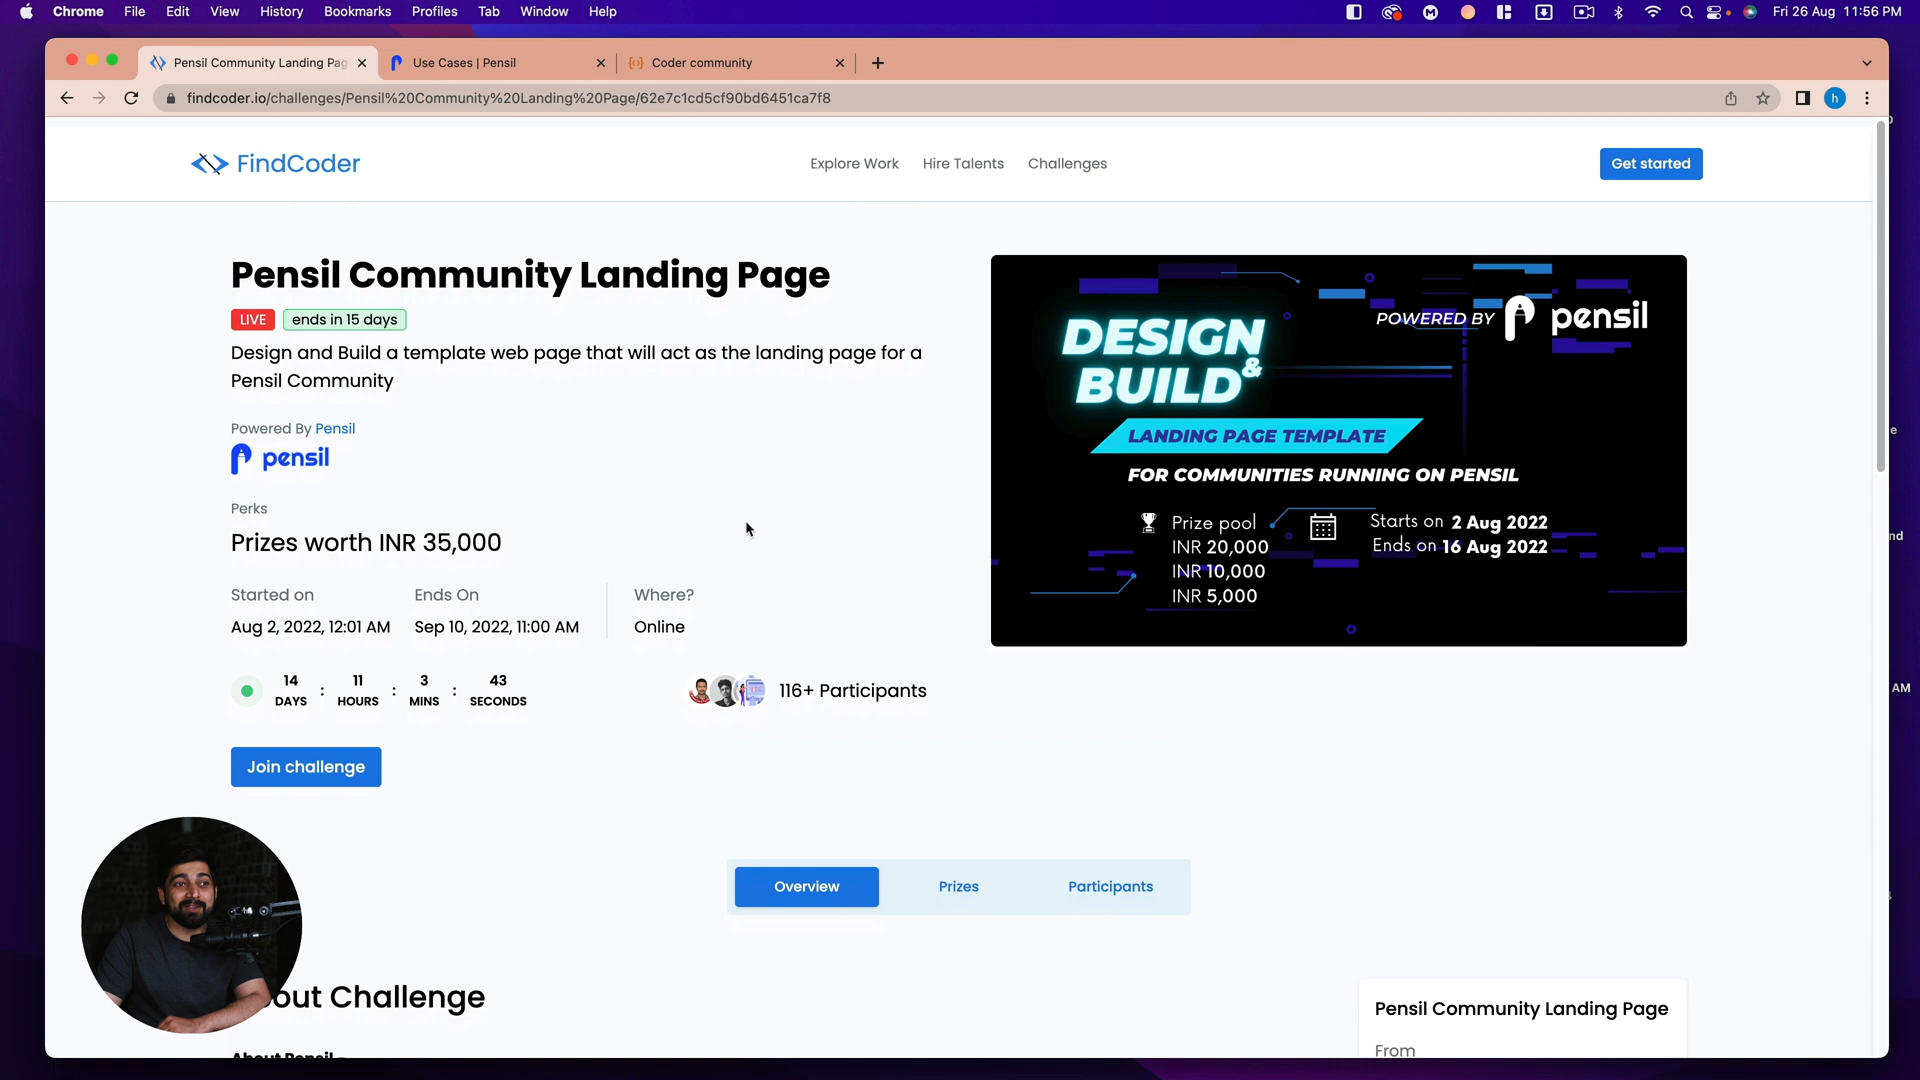 Chrome File Edit View History Bookmarks Profiles Tab Window Help Fri 26 Aug 11:56 PM
Pensil Community Landing Pag Use Cases | Pensil Coder community
findcoder.io/challenges/Pensil%20Community%20Landing%20Page/62e7c1cd5cf90bd6451ca7f8 h
FindCoder Explore Work Hire Talents Challenges Get started
Pensil Community Landing Page
LIVE ends in 15 days
Design and Build a template web page that will act as the landing page for a
Pensil Community
Powered By Pensil
pensil
Perks
Prizes worth INR 35,000
Started on Ends On Where?
Aug 2, 2022, 12:01 AM Sep 10, 2022, 11:00 AM Online
14 : 11 : 3 : 43
DAYS HOURS MINS SECONDS
116+ Participants
Join challenge
POWERED BY pensil
DESIGN
&
BUILD
LANDING PAGE TEMPLATE
FOR COMMUNITIES RUNNING ON PENSIL
Prize pool
INR 20,000
INR 10,000
INR 5,000
Starts on 2 Aug 2022
Ends on 16 Aug 2022
Overview Prizes Participants
out Challenge
About Pensil -
Pensil Community Landing Page
From
e
nd
AM